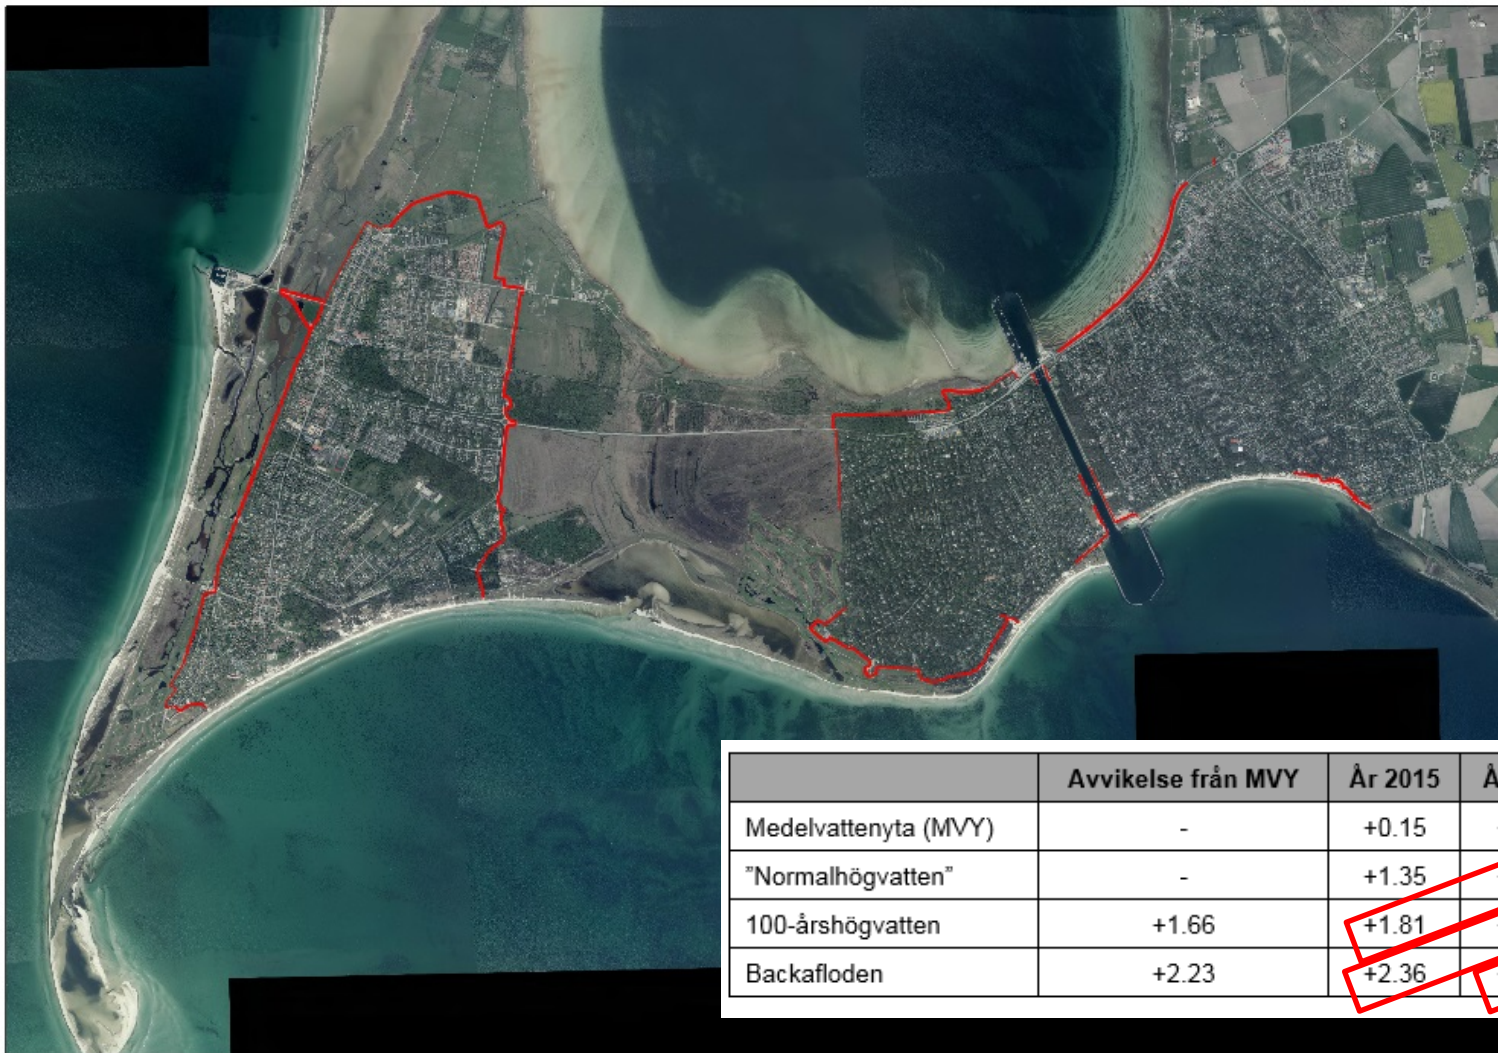 Avvikelse från MVY År 2015
Medelvattenyta (MVY) - +0.15
"Normalhögvatten" - +1.35
100-årshögvatten +1.66 +1.81
Backafloden +2.23 +2.36